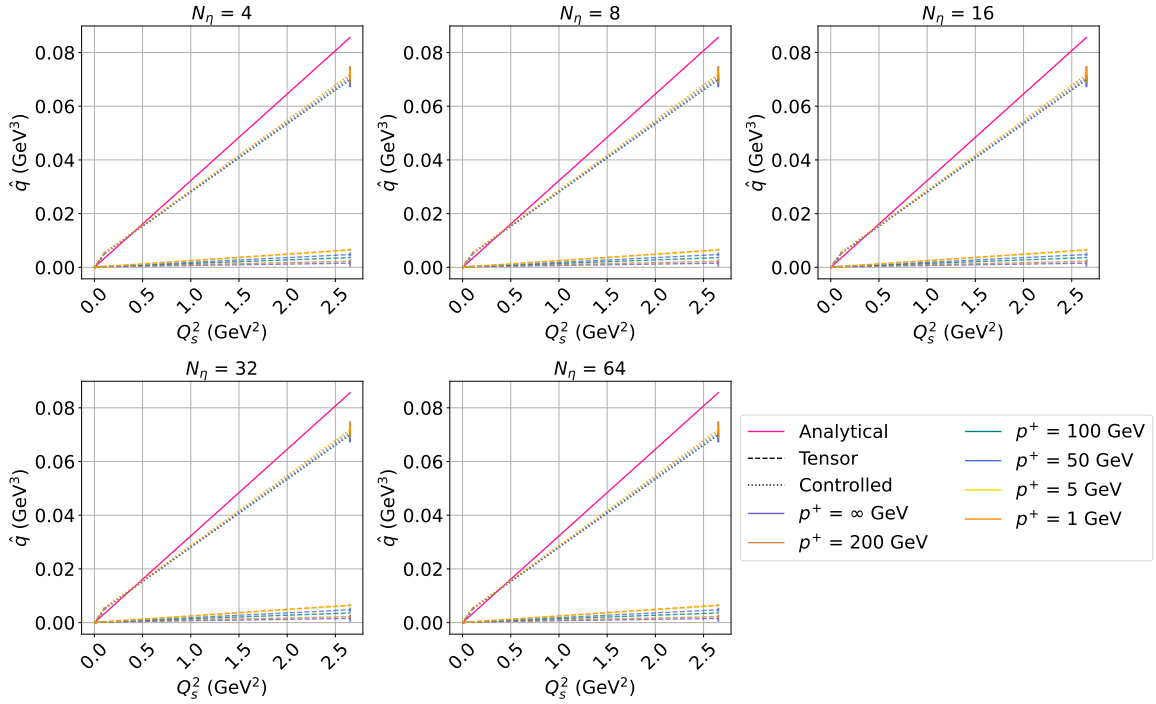 N_η = 4
N_η = 8
N_η = 16
0.08
0.06
0.04
0.02
0.00
q̂ (GeV³)
0.0 0.5 1.0 1.5 2.0 2.5
Q_s² (GeV²)
0.08
0.06
0.04
0.02
0.00
q̂ (GeV³)
0.0 0.5 1.0 1.5 2.0 2.5
Q_s² (GeV²)
0.08
0.06
0.04
0.02
0.00
q̂ (GeV³)
0.0 0.5 1.0 1.5 2.0 2.5
Q_s² (GeV²)
N_η = 32
N_η = 64
0.08
0.06
0.04
0.02
0.00
q̂ (GeV³)
0.0 0.5 1.0 1.5 2.0 2.5
Q_s² (GeV²)
0.08
0.06
0.04
0.02
0.00
q̂ (GeV³)
0.0 0.5 1.0 1.5 2.0 2.5
Q_s² (GeV²)
Analytical
Tensor
Controlled
p⁺ = ∞ GeV
p⁺ = 200 GeV
p⁺ = 100 GeV
p⁺ = 50 GeV
p⁺ = 5 GeV
p⁺ = 1 GeV